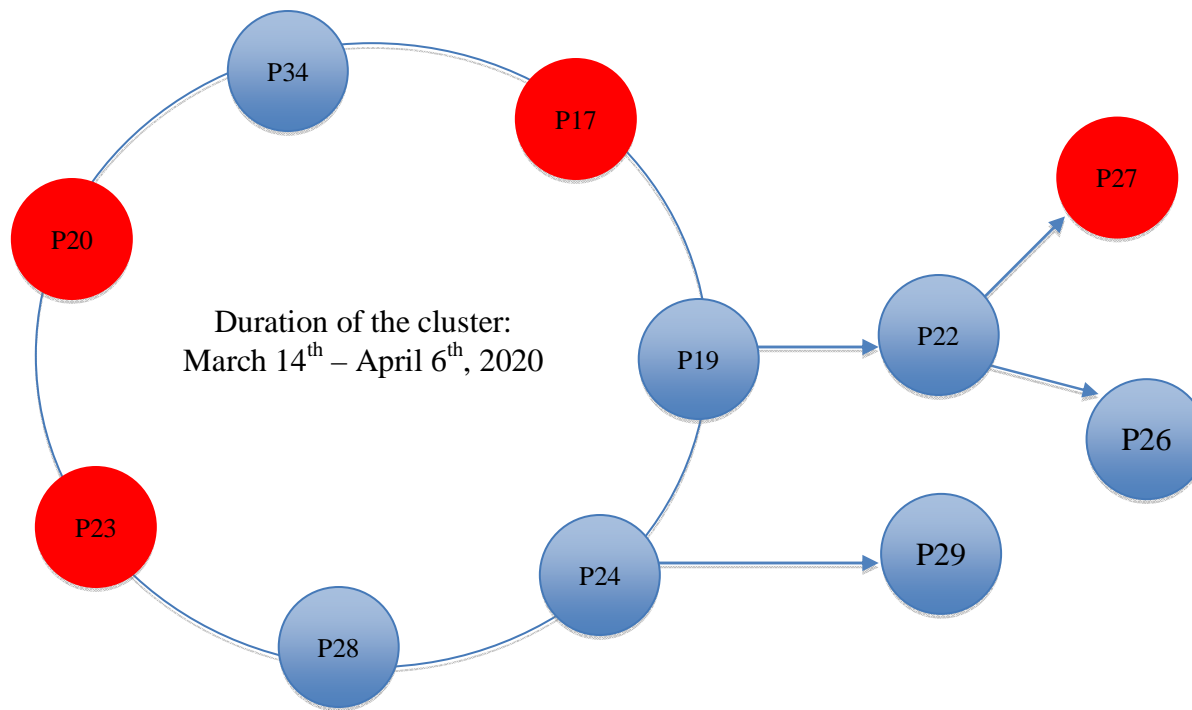 P34
P17
P27
P20
Duration of the cluster:
March 14th – April 6th, 2020
P19
P22
P26
P23
P24
P29
P28